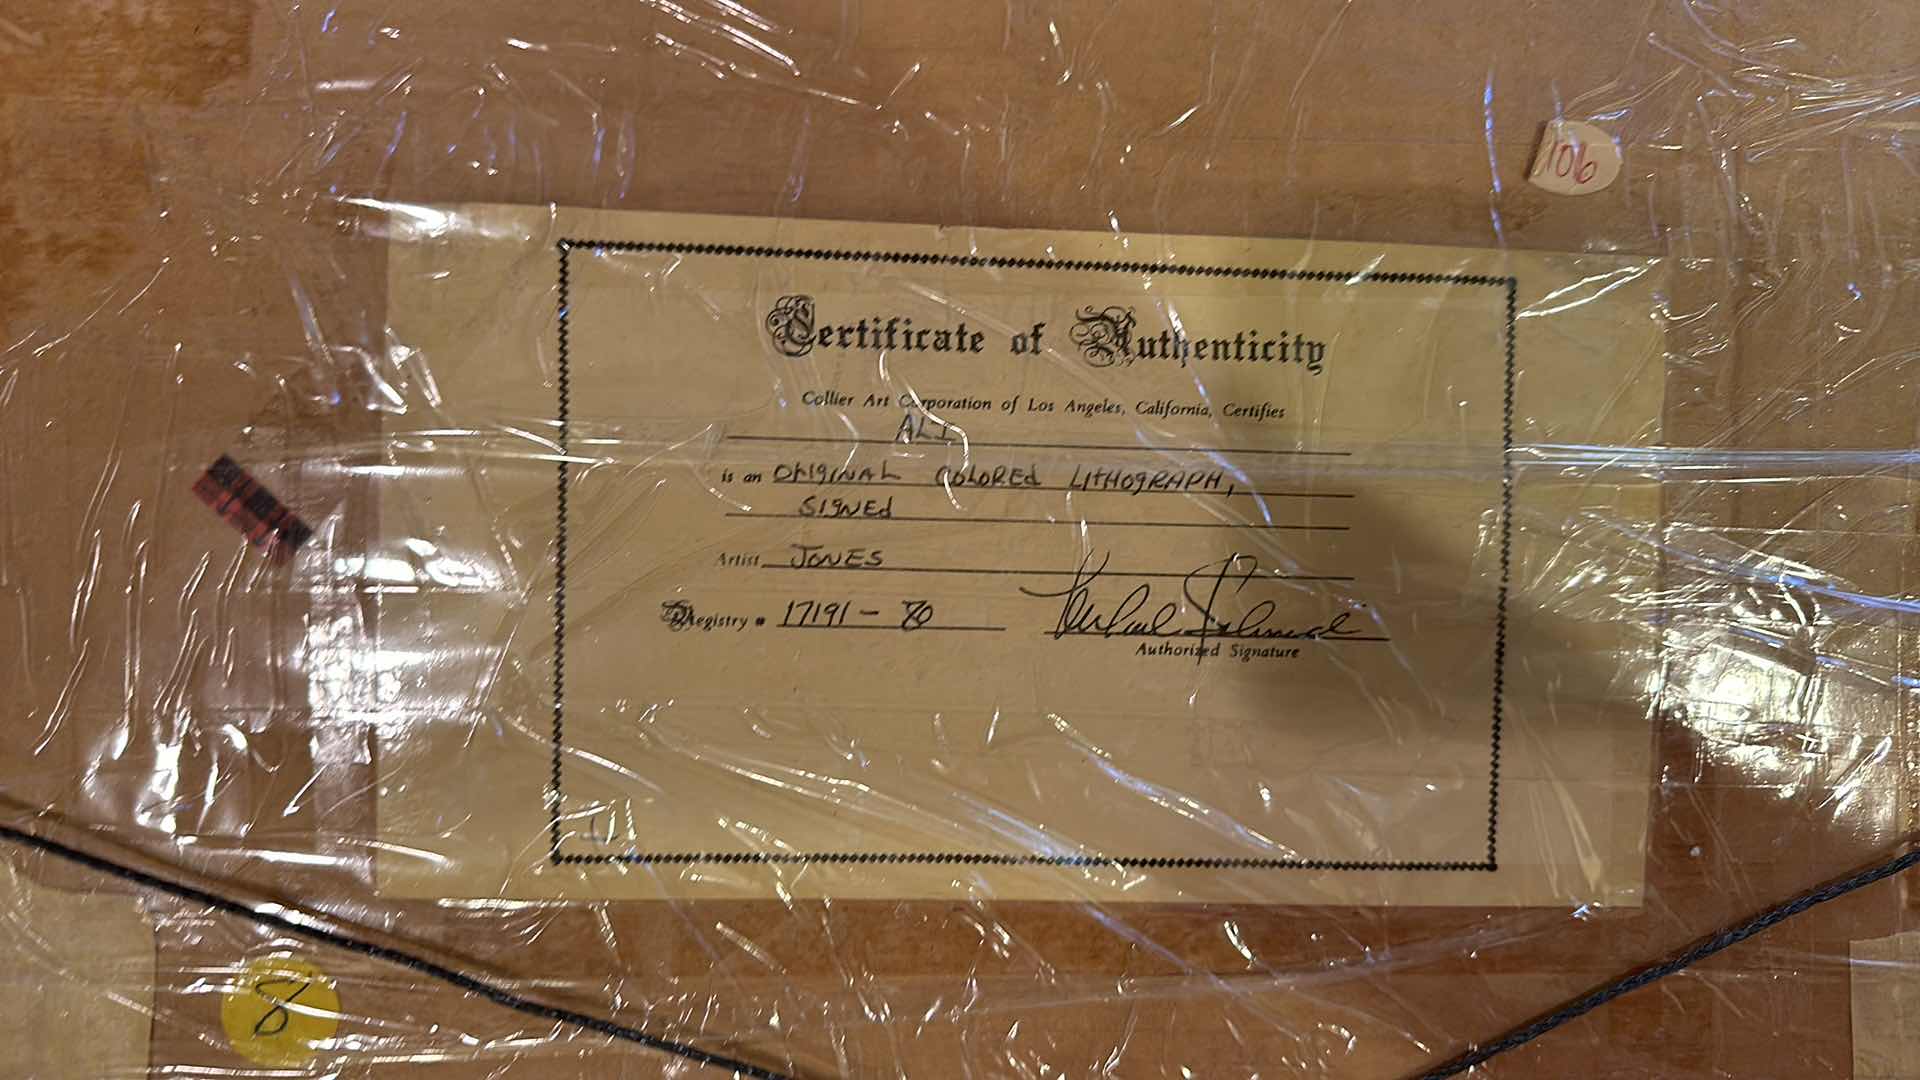 106
Certificate of Authenticity
Collier Art Corporation of Los Angeles, California, Certifies
ALI
is an ORIGINAL COLORED LITHOGRAPH,
SIGNED
Artist JONES
Registry # 17191 - 70
Authorized Signature
8